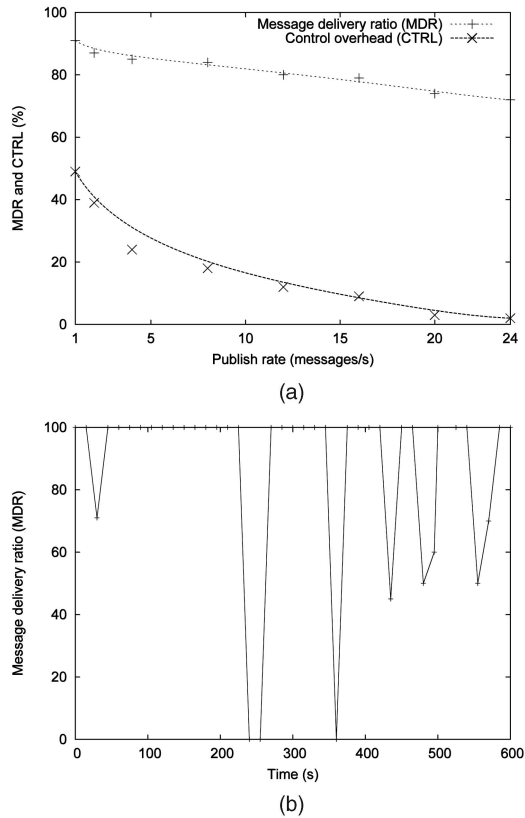 Message delivery ratio (MDR)
Control overhead (CTRL)
100
80
60
40
20
0
MDR and CTRL (%)
1 5 10 15 20 24
Publish rate (messages/s)
(a)
100
80
60
40
20
0
Message delivery ratio (MDR)
0 100 200 300 400 500 600
Time (s)
(b)